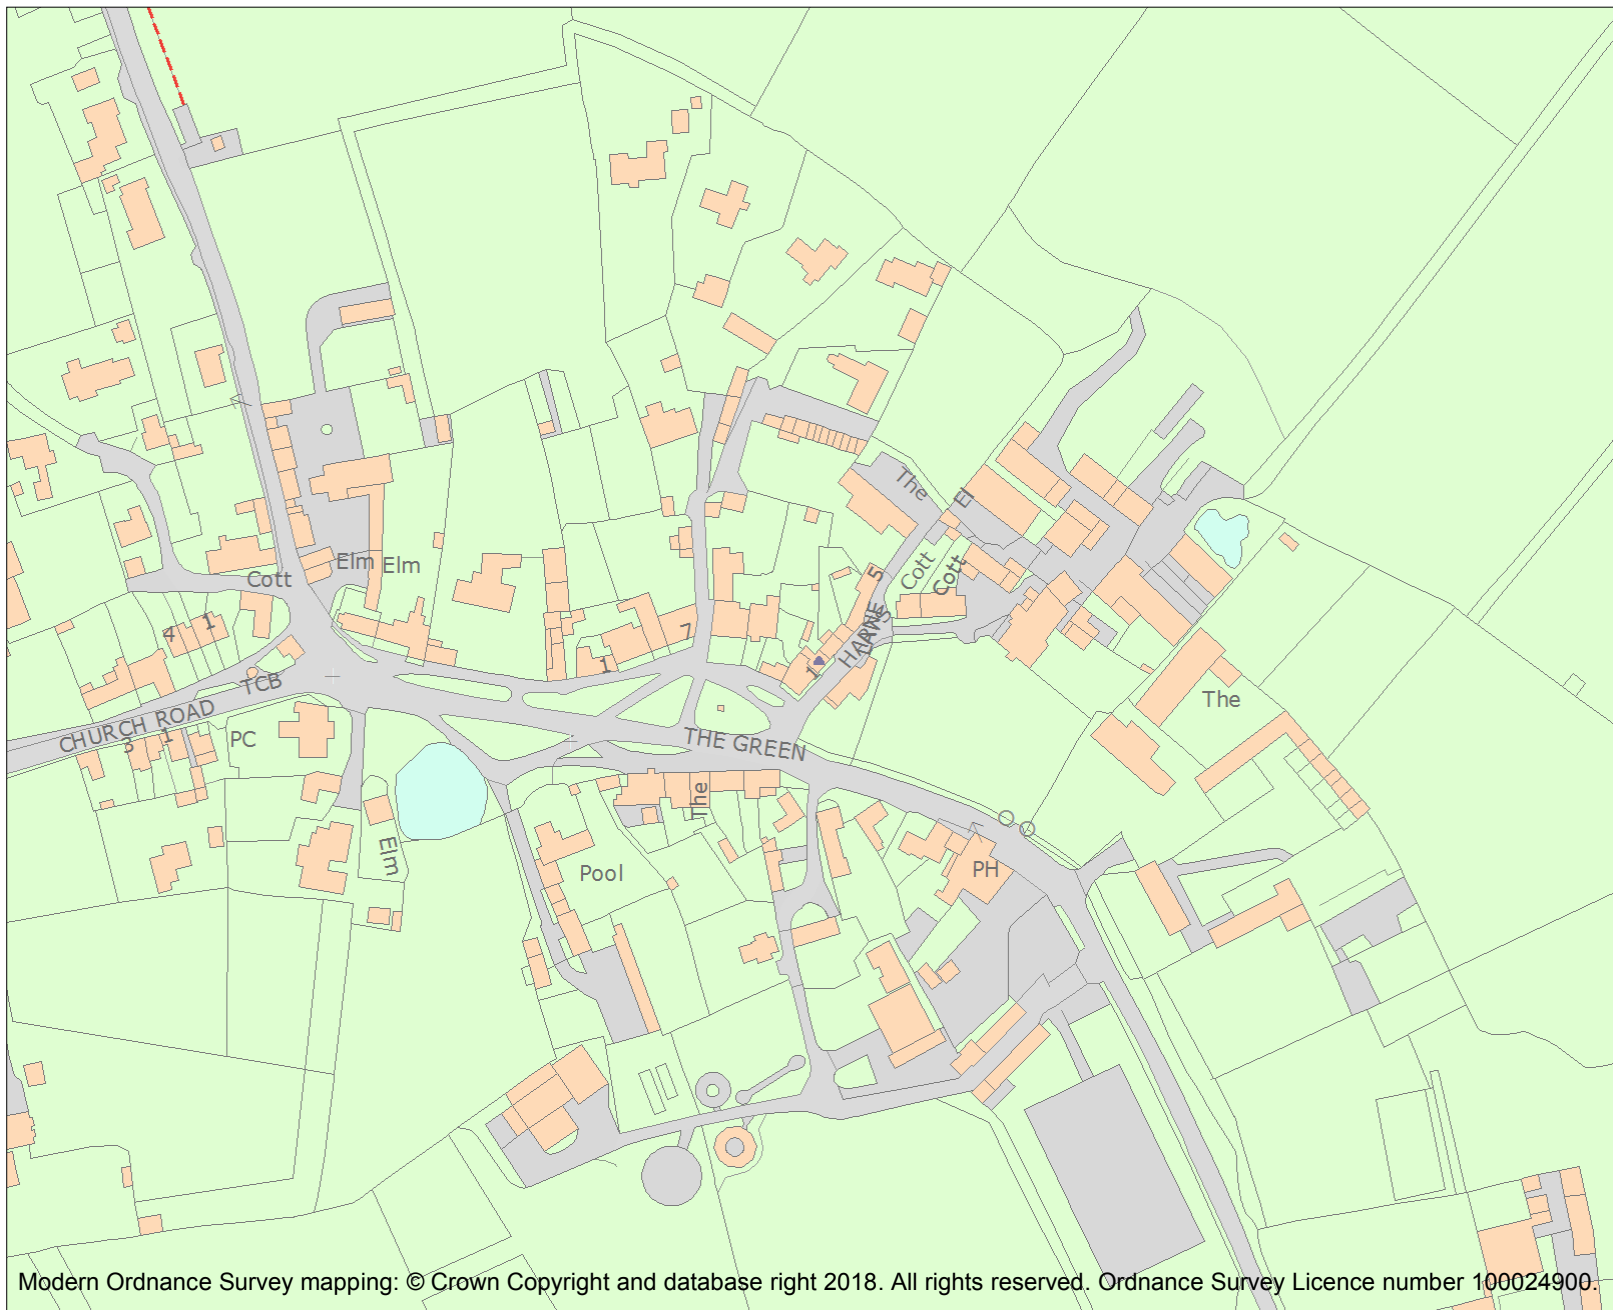 The
El
5
Elm
Elm
Cott
Cott
Cott
4
1
7
1
HARNE
LAWS
1
TCB
The
CHURCH ROAD
3
1
PC
THE GREEN
The
Elm
Pool
PH
Modern Ordnance Survey mapping: © Crown Copyright and database right 2018. All rights reserved. Ordnance Survey Licence number 100024900.